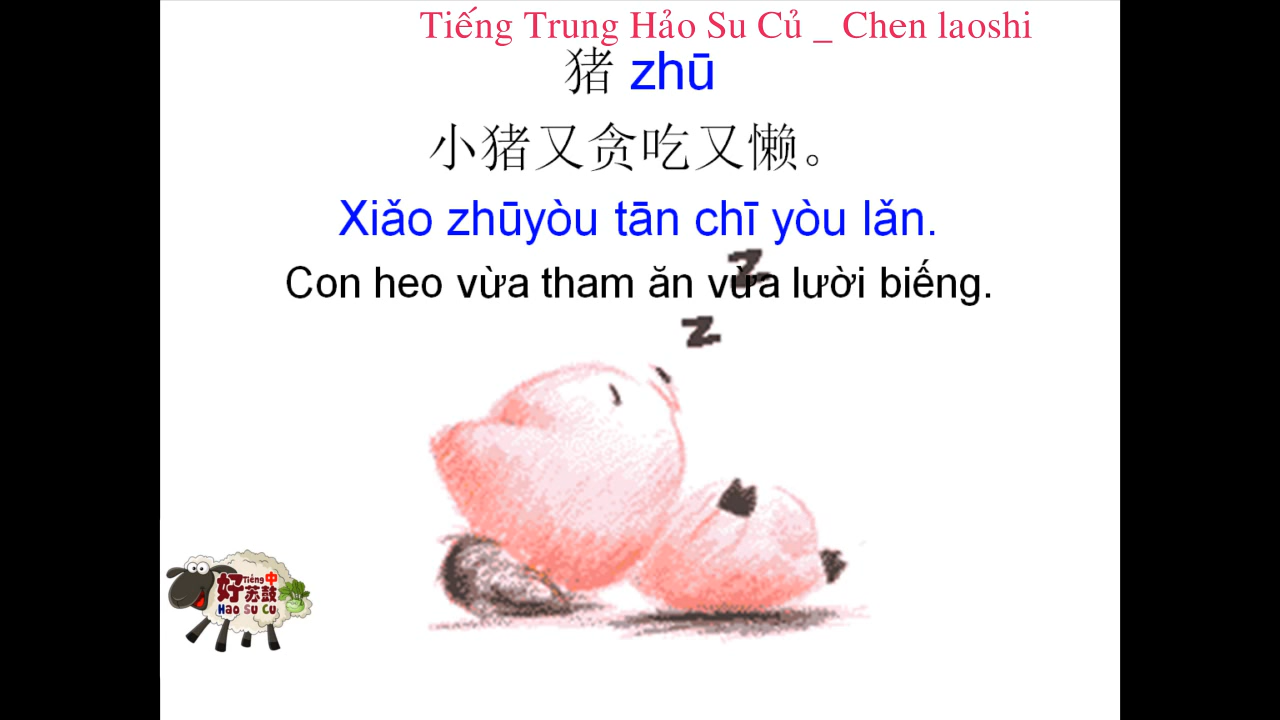 Tiếng Trung Hảo Su Củ _ Chen laoshi
猪 zhū
小猪又贪吃又懒。
Xiǎo zhūyòu tān chī yòu lǎn.
Con heo vừa tham ăn vừa lười biếng.
z
z
Tiếng 中
好苏鼓
Hao Su Cu